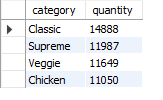 category quantity
Classic 14888
Supreme 11987
Veggie 11649
Chicken 11050